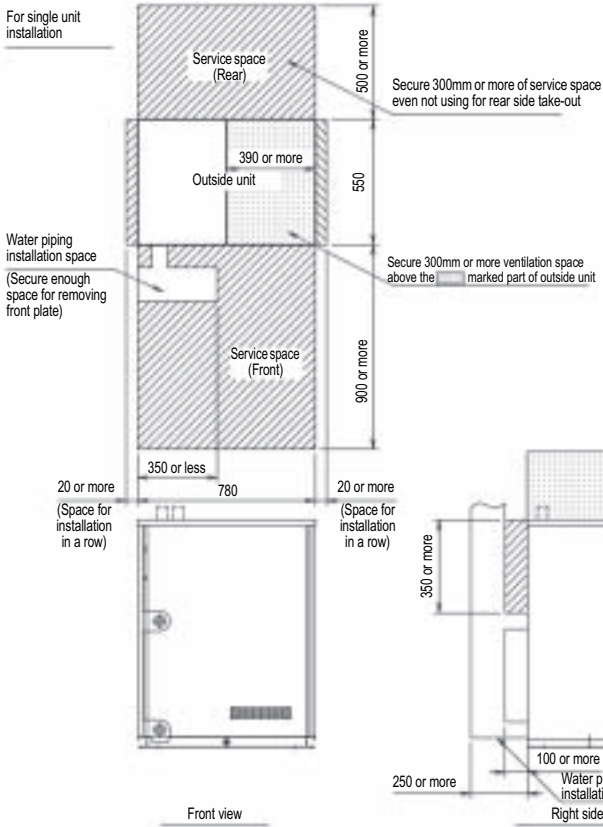 For single unit
installation
Service space
(Rear)
500 or more
Secure 300mm or more of service space
even not using for rear side take-out
390 or more
Outside unit
550
Water piping
installation space
(Secure enough
space for removing
front plate)
Secure 300mm or more ventilation space
above the marked part of outside unit
Service space
(Front)
900 or more
350 or less
20 or more
780
20 or more
(Space for
installation
in a row)
(Space for
installation
in a row)
350 or more
100 or more
250 or more
Water p
installati
Front view
Right side